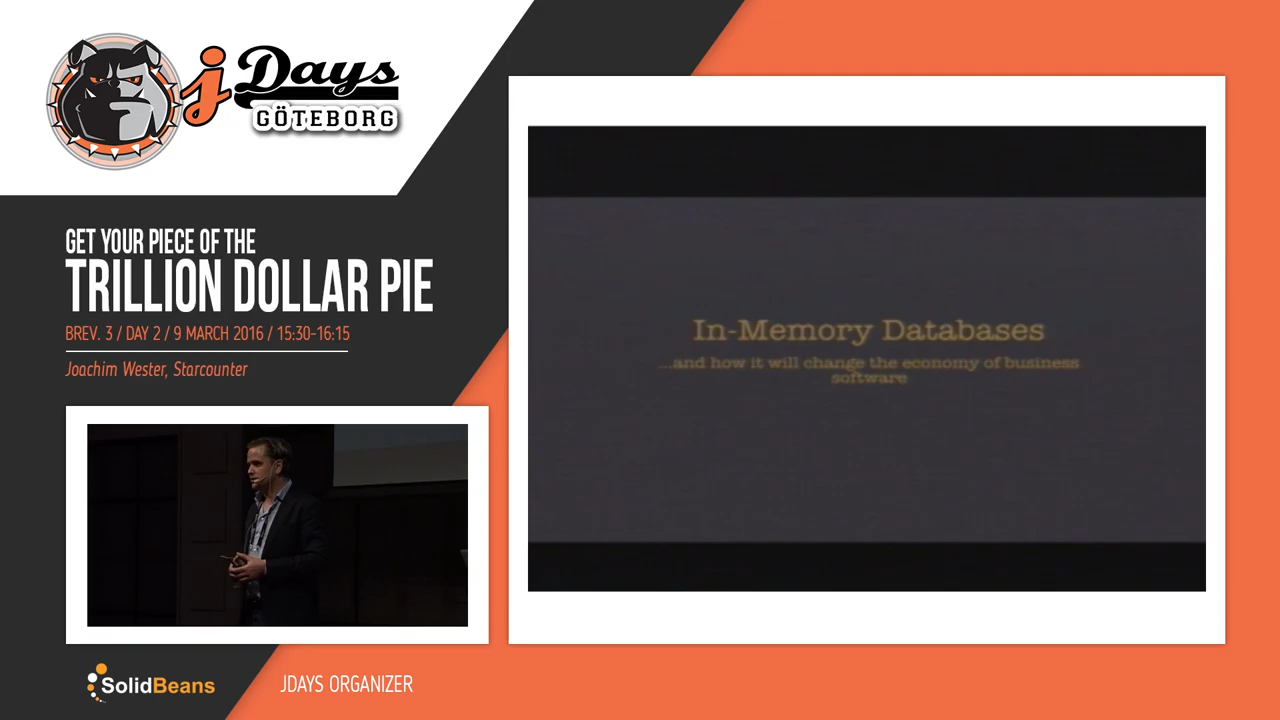 j Days
GÖTEBORG
GET YOUR PIECE OF THE
TRILLION DOLLAR PIE
BREV. 3 / DAY 2 / 9 MARCH 2016 / 15:30-16:15
Joachim Wester, Starcounter
In-Memory Databases
...and how it will change the economy of business
software
SolidBeans
JDAYS ORGANIZER